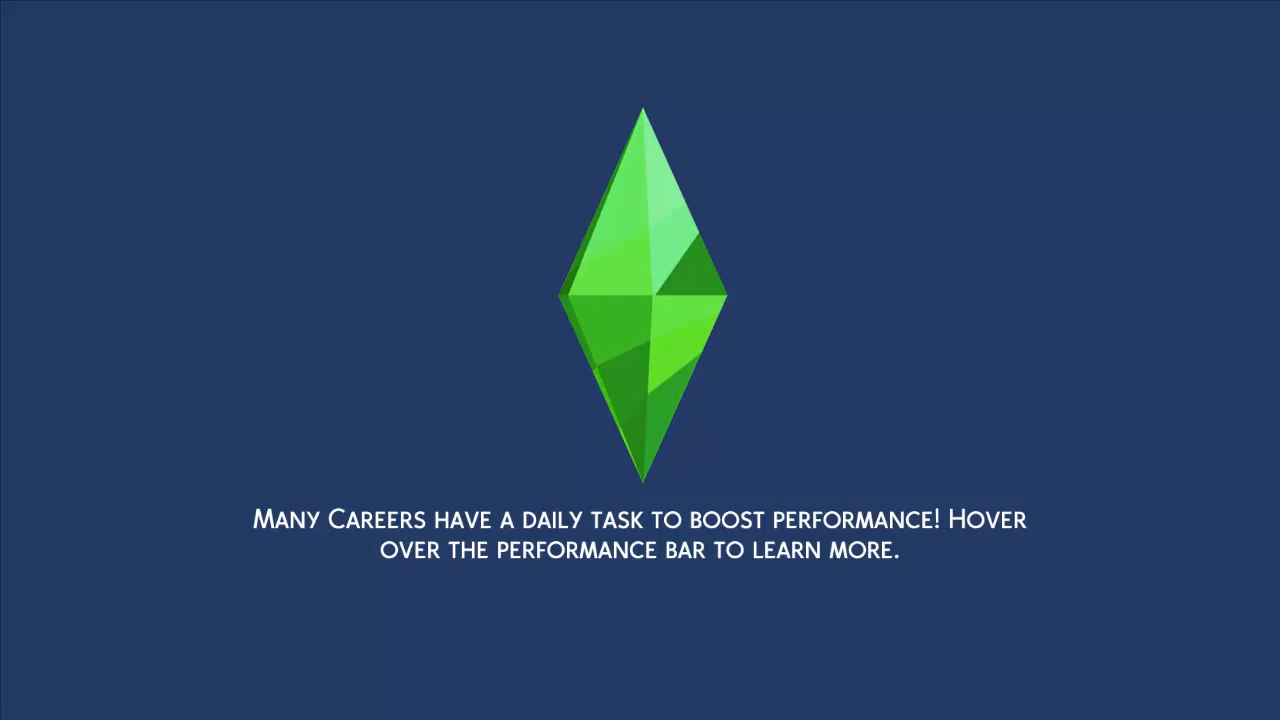 Many Careers have a daily task to boost performance! Hover
over the performance bar to learn more.